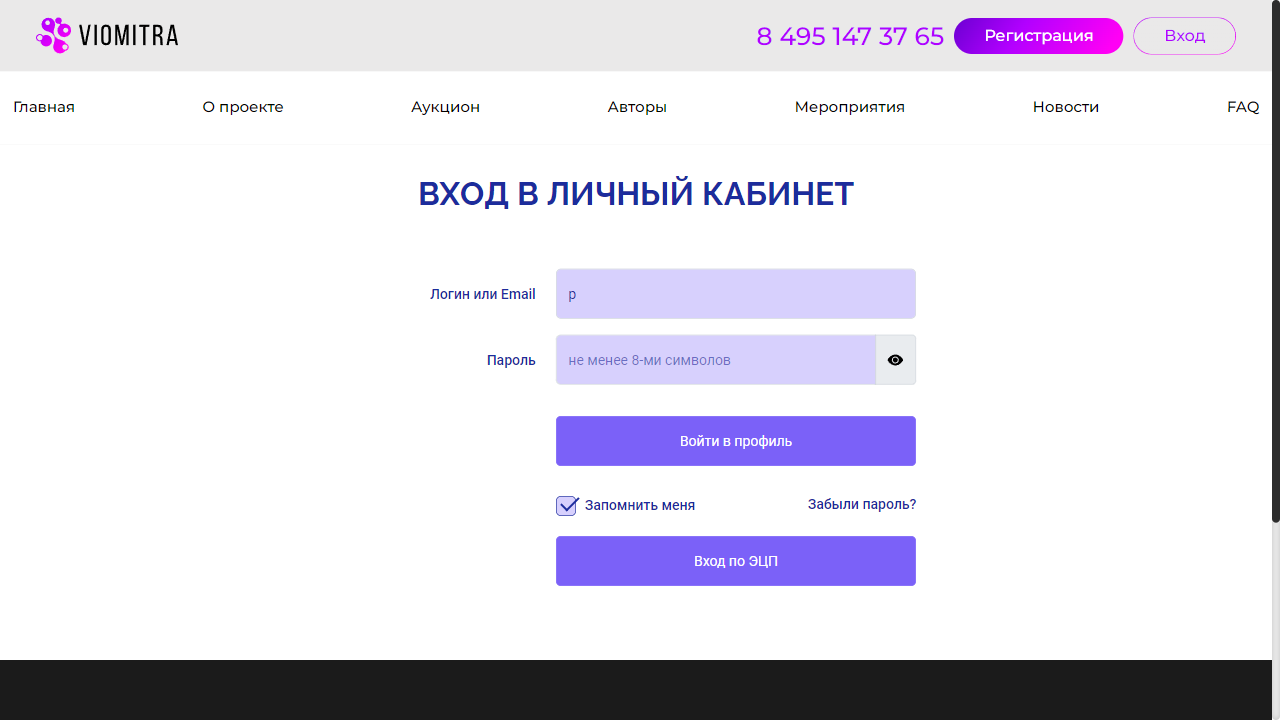 VIOMITRA
8 495 147 37 65
Регистрация
Вход
Главная
О проекте
Аукцион
Авторы
Мероприятия
Новости
FAQ
ВХОД В ЛИЧНЫЙ КАБИНЕТ
Логин или Email
р
Пароль
не менее 8-ми символов
Войти в профиль
Запомнить меня
Забыли пароль?
Вход по ЭЦП